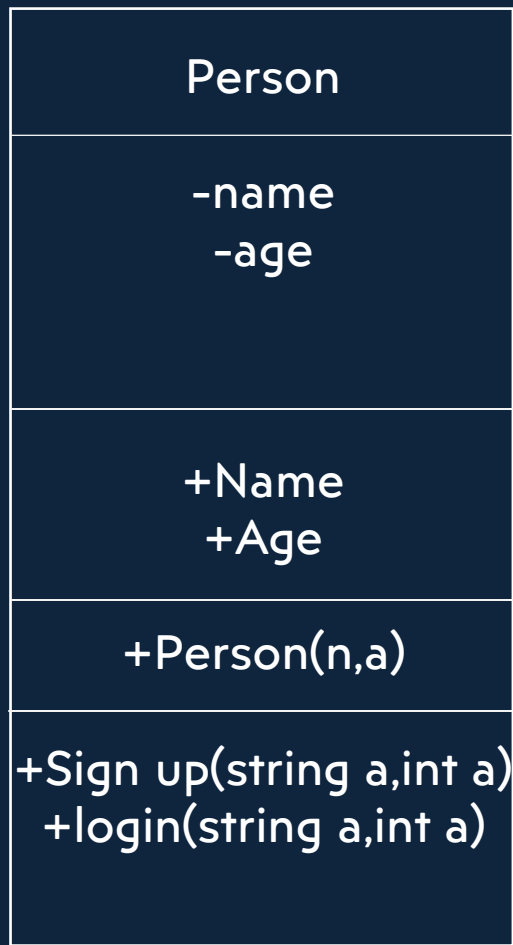 Person
-name
-age
+Name
+Age
+Person(n,a)
+Sign up(string a,int a)
+login(string a,int a)